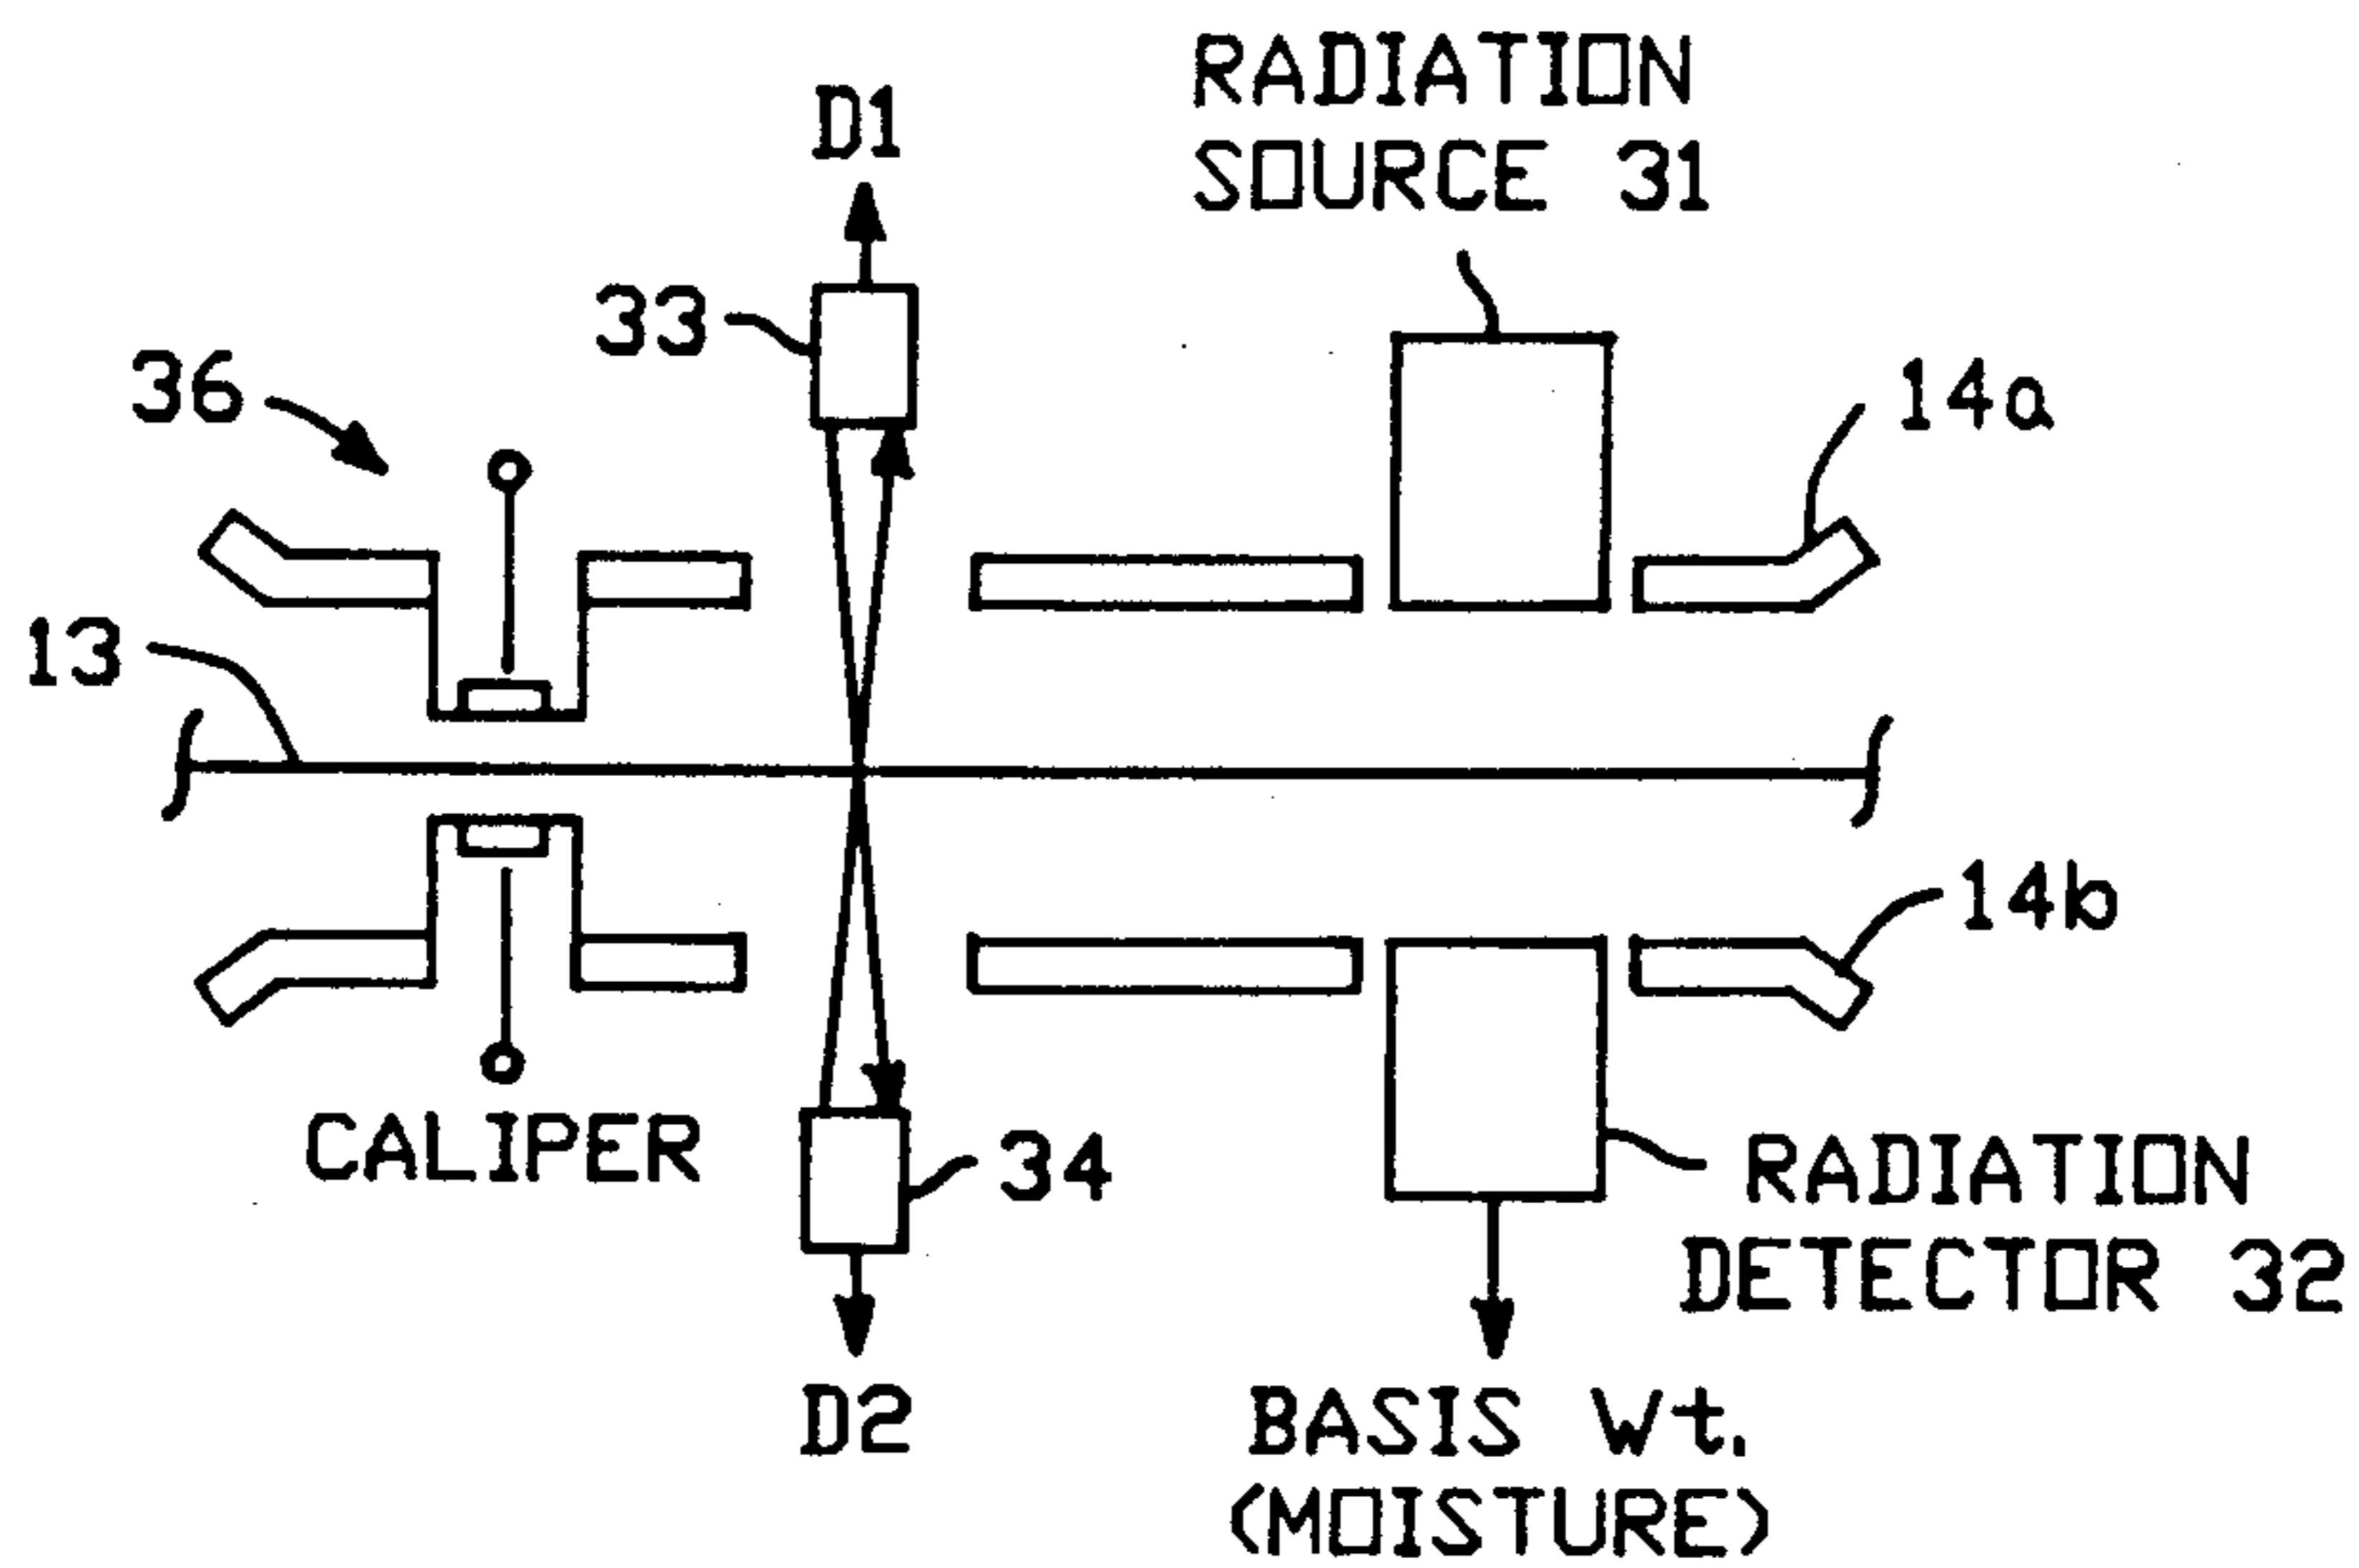 RADIATION
SOURCE 31
D1
33
36
14a
13
14b
CALIPER
34
RADIATION
DETECTOR 32
D2
BASIS Wt.
(MOISTURE)